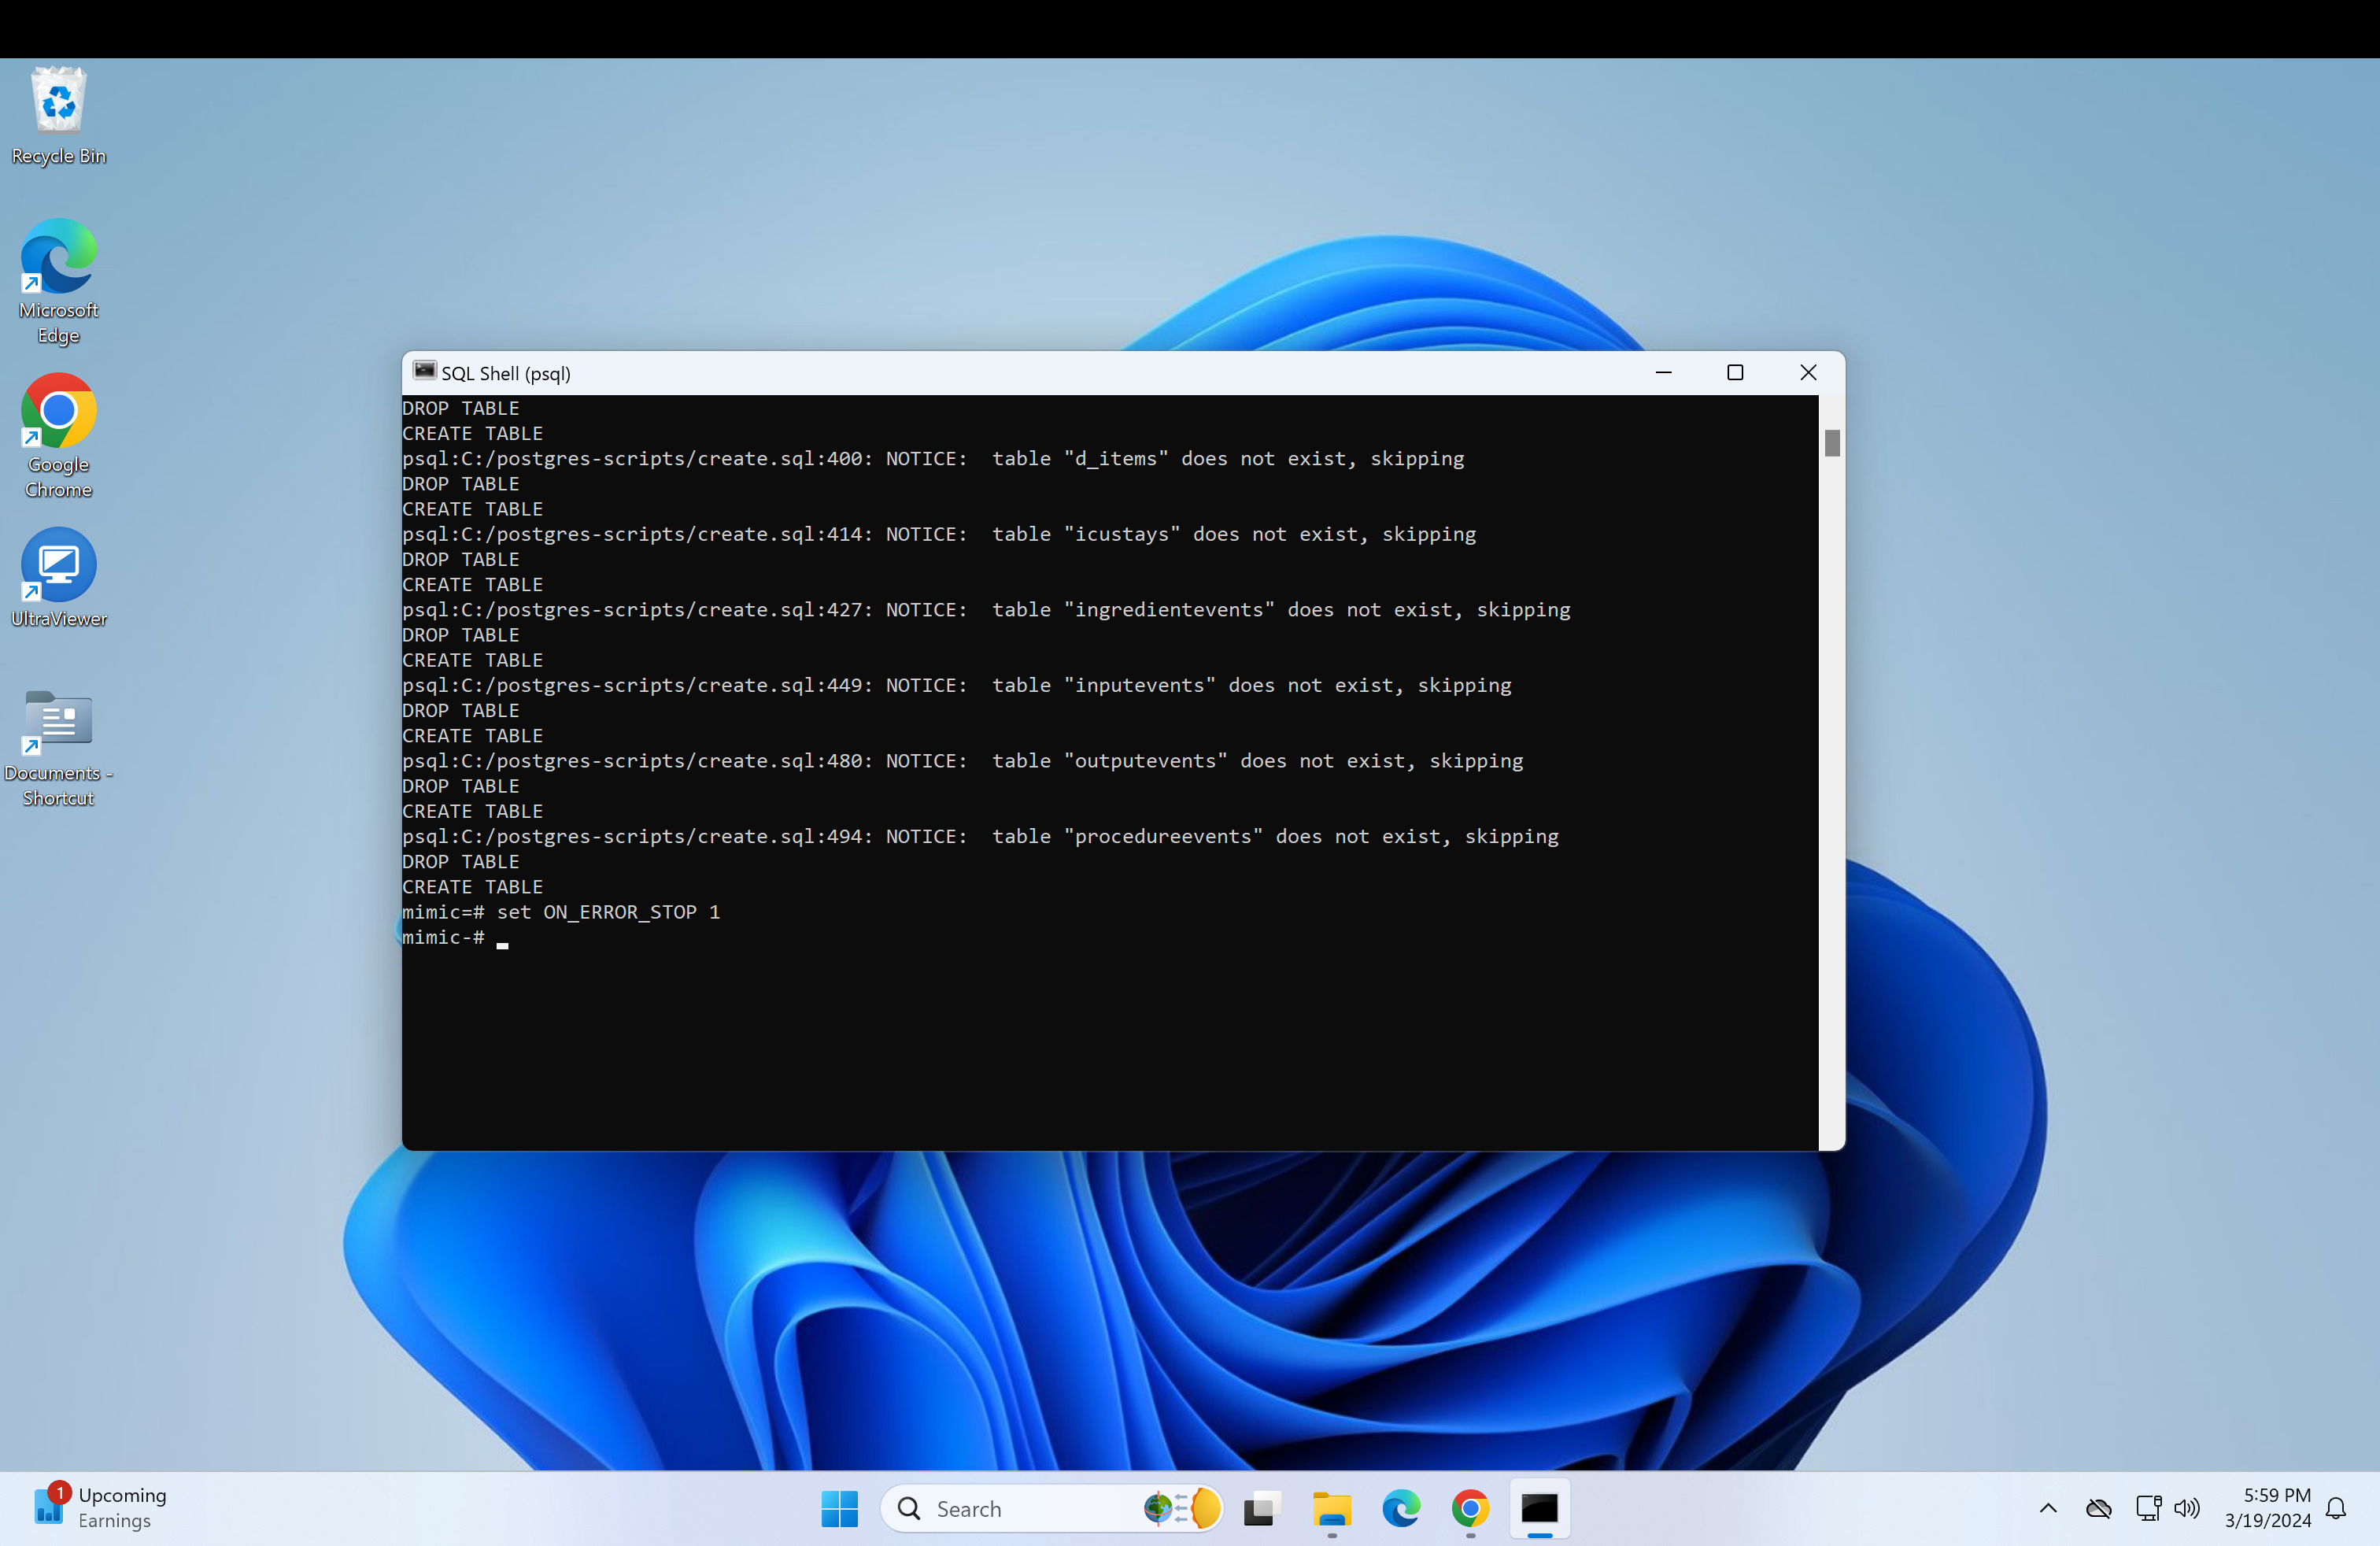 Recycle Bin
Microsoft
Edge
Google
Chrome
UltraViewer
Documents -
Shortcut
SQL Shell (psql)
DROP TABLE
CREATE TABLE
psql:C:/postgres-scripts/create.sql:400: NOTICE:  table "d_items" does not exist, skipping
DROP TABLE
CREATE TABLE
psql:C:/postgres-scripts/create.sql:414: NOTICE:  table "icustays" does not exist, skipping
DROP TABLE
CREATE TABLE
psql:C:/postgres-scripts/create.sql:427: NOTICE:  table "ingredientevents" does not exist, skipping
DROP TABLE
CREATE TABLE
psql:C:/postgres-scripts/create.sql:449: NOTICE:  table "inputevents" does not exist, skipping
DROP TABLE
CREATE TABLE
psql:C:/postgres-scripts/create.sql:480: NOTICE:  table "outputevents" does not exist, skipping
DROP TABLE
CREATE TABLE
psql:C:/postgres-scripts/create.sql:494: NOTICE:  table "procedureevents" does not exist, skipping
DROP TABLE
CREATE TABLE
mimic=# set ON_ERROR_STOP 1
mimic-#
1
Upcoming
Earnings
Search
5:59 PM
3/19/2024